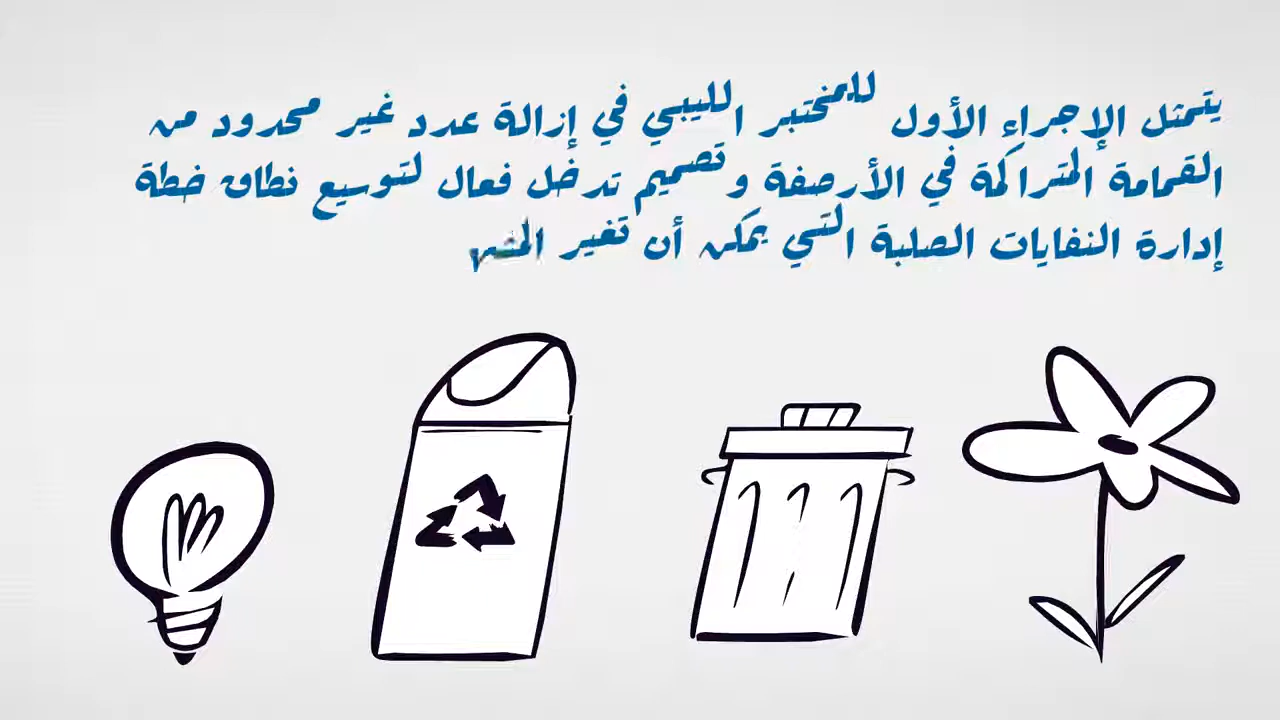 يتمثل الإجراء الأول للمختبر الليبي في إزالة عدد غير محدود من
القمامة المتراكمة في الأرصفة وتصميم تدخل فعال لتوسيع نطاق خطة
إدارة النفايات الصلبة التي يمكن أن تغير